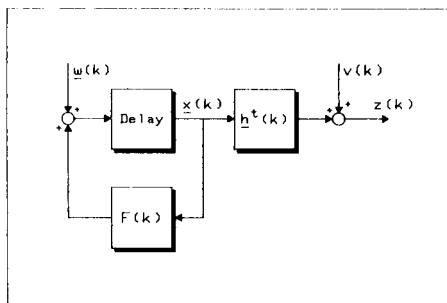 w(k)
v(k)
x(k)
z(k)
+
+
+
+
Delay
h^t(k)
F(k)